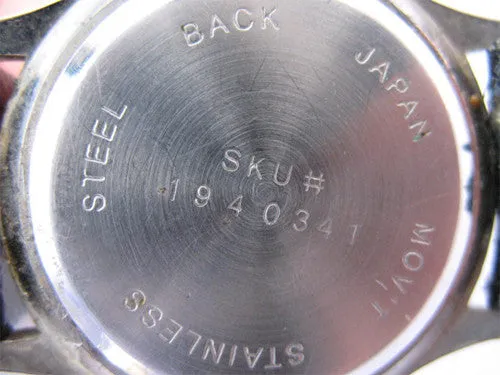 STAINLESS STEEL BACK JAPAN MOV'T
SKU#
1940341